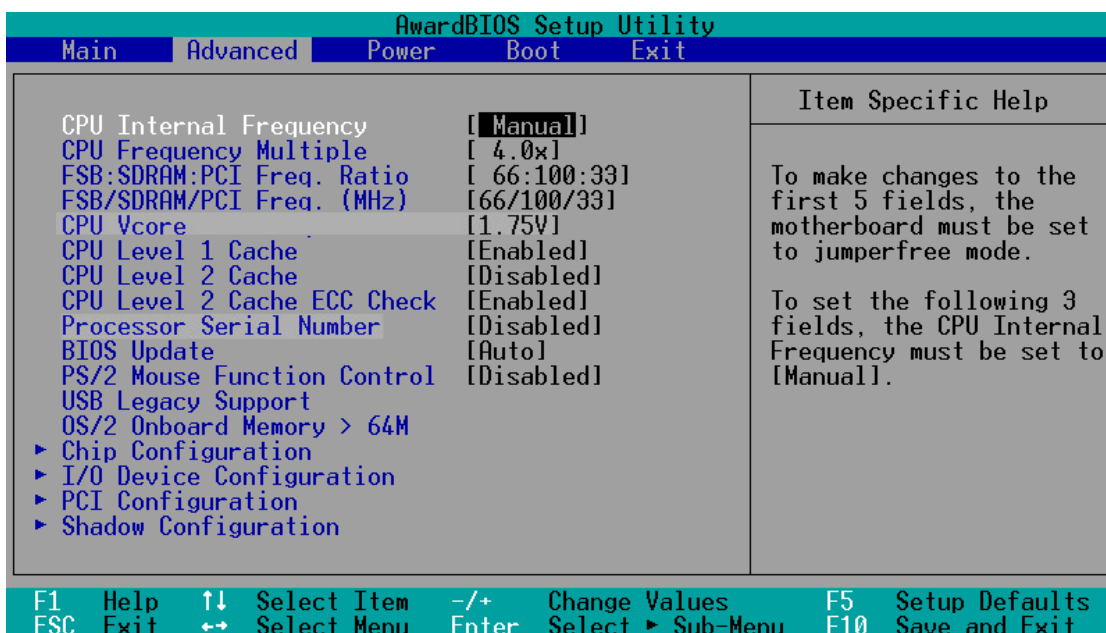 AwardBIOS Setup Utility
Main Advanced Power Boot Exit
Item Specific Help
CPU Internal Frequency [ Manual]
CPU Frequency Multiple [ 4.0x]
FSB:SDRAM:PCI Freq. Ratio [ 66:100:33]
FSB/SDRAM/PCI Freq. (MHz) [66/100/33]
CPU Vcore [1.75V]
CPU Level 1 Cache [Enabled]
CPU Level 2 Cache [Disabled]
CPU Level 2 Cache ECC Check [Enabled]
Processor Serial Number [Disabled]
BIOS Update [Auto]
PS/2 Mouse Function Control [Disabled]
USB Legacy Support
OS/2 Onboard Memory > 64M
► Chip Configuration
► I/O Device Configuration
► PCI Configuration
► Shadow Configuration
To make changes to the
first 5 fields, the
motherboard must be set
to jumperfree mode.
To set the following 3
fields, the CPU Internal
Frequency must be set to
[Manual].
F1 Help ↑↓ Select Item -/+ Change Values F5 Setup Defaults
ESC Exit ←→ Select Menu Enter Select ► Sub-Menu F10 Save and Exit